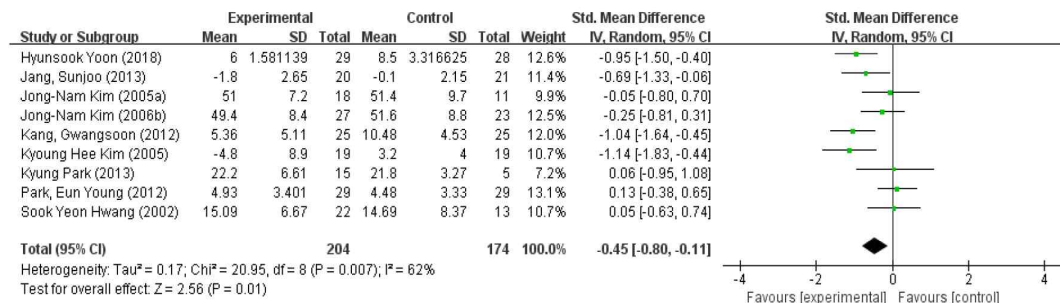 Experimental Control Std. Mean Difference Std. Mean Difference
Study or Subgroup Mean SD Total Mean SD Total Weight IV, Random, 95% CI IV, Random, 95% CI
Hyunsook Yoon (2018) 6 1.581139 29 8.5 3.316625 28 12.6% -0.95 [-1.50, -0.40]
Jang, Sunjoo (2013) -1.8 2.65 20 -0.1 2.15 21 11.5% -0.69 [-1.33, -0.06]
Jong-Nam Kim (2005a) 51 7.2 18 51.4 9.7 11 9.9% -0.05 [-0.80, 0.70]
Jong-Nam Kim (2006b) 49.4 8.4 27 51.6 8.8 23 12.5% -0.25 [-0.81, 0.31]
Kang, Gwangsoon (2012) 5.36 5.11 25 10.48 4.53 25 12.0% -1.04 [-1.64, -0.45]
Kyoung Hee Kim (2005) -4.8 8.9 19 3.2 4 19 10.7% -1.14 [-1.83, -0.44]
Kyung Park (2013) 22.2 6.61 15 21.8 3.27 5 7.2% 0.06 [-0.95, 1.08]
Park, Eun Young (2012) 4.93 3.401 29 4.48 3.33 29 13.1% 0.13 [-0.38, 0.65]
Sook Yeon Hwang (2002) 15.09 6.67 22 14.69 8.37 13 10.7% 0.05 [-0.63, 0.74]
Total (95% CI) 204 174 100.0% -0.45 [-0.80, -0.11]
Heterogeneity: Tau² = 0.17; Chi² = 20.95, df = 8 (P = 0.007); I² = 62%
Test for overall effect: Z = 2.56 (P = 0.01)
-4 -2 0 2 4
Favours [experimental] Favours [control]